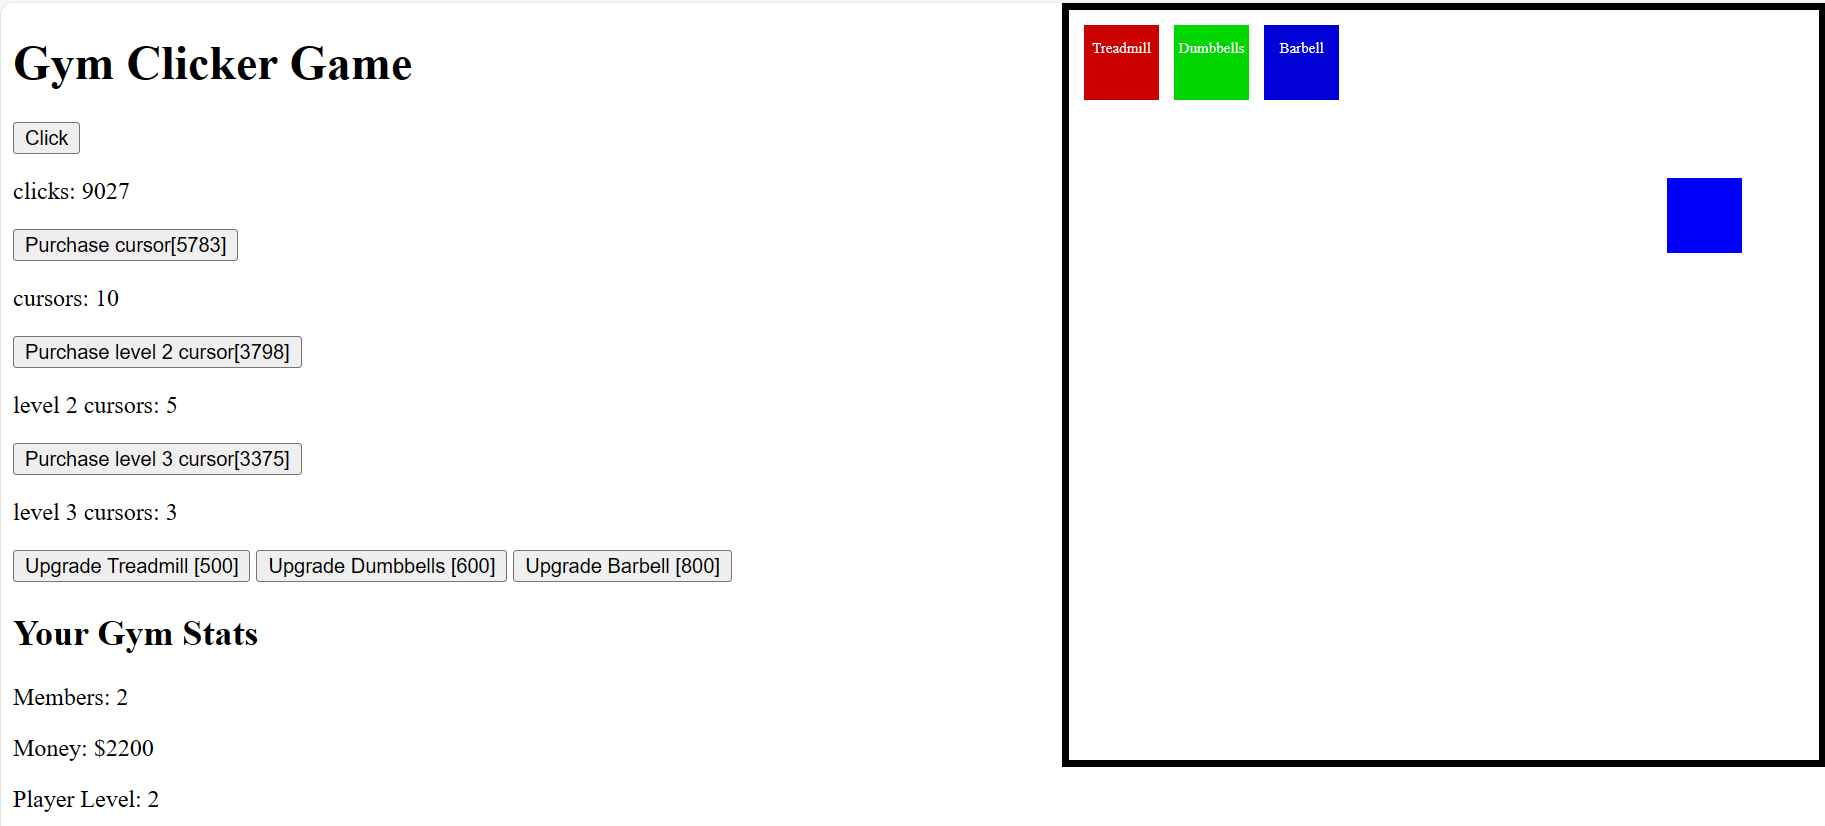 Gym Clicker Game
Click
clicks: 9027
Purchase cursor[5783]
cursors: 10
Purchase level 2 cursor[3798]
level 2 cursors: 5
Purchase level 3 cursor[3375]
level 3 cursors: 3
Upgrade Treadmill [500] Upgrade Dumbbells [600] Upgrade Barbell [800]
Your Gym Stats
Members: 2
Money: $2200
Player Level: 2
Treadmill Dumbbells Barbell